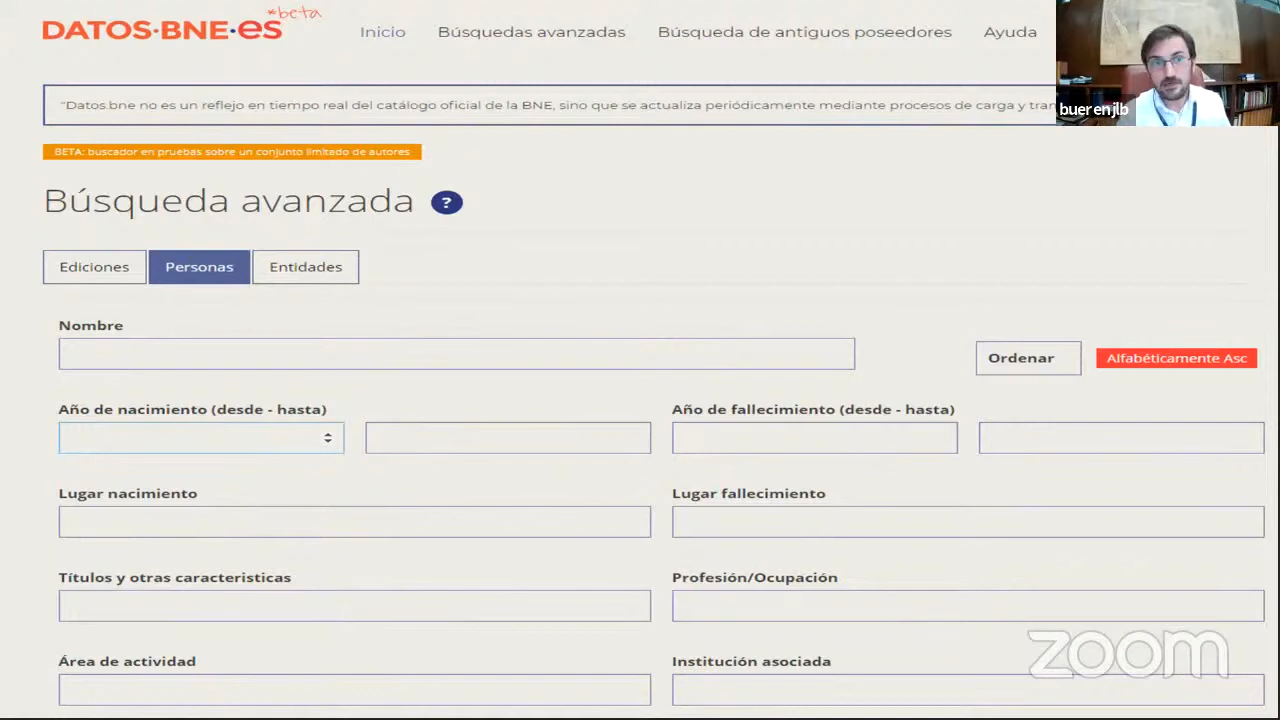 DATOS·BNE·es *beta
Inicio Búsquedas avanzadas Búsqueda de antiguos poseedores Ayuda
buerenjlb
"Datos.bne no es un reflejo en tiempo real del catálogo oficial de la BNE, sino que se actualiza periódicamente mediante procesos de carga y tran
BETA: buscador en pruebas sobre un conjunto limitado de autores
Búsqueda avanzada ?
Ediciones Personas Entidades
Nombre
Ordenar Alfabéticamente Asc
Año de nacimiento (desde - hasta) Año de fallecimiento (desde - hasta)
Lugar nacimiento Lugar fallecimiento
Títulos y otras caracteristicas Profesión/Ocupación
Área de actividad Institución asociada
zoom